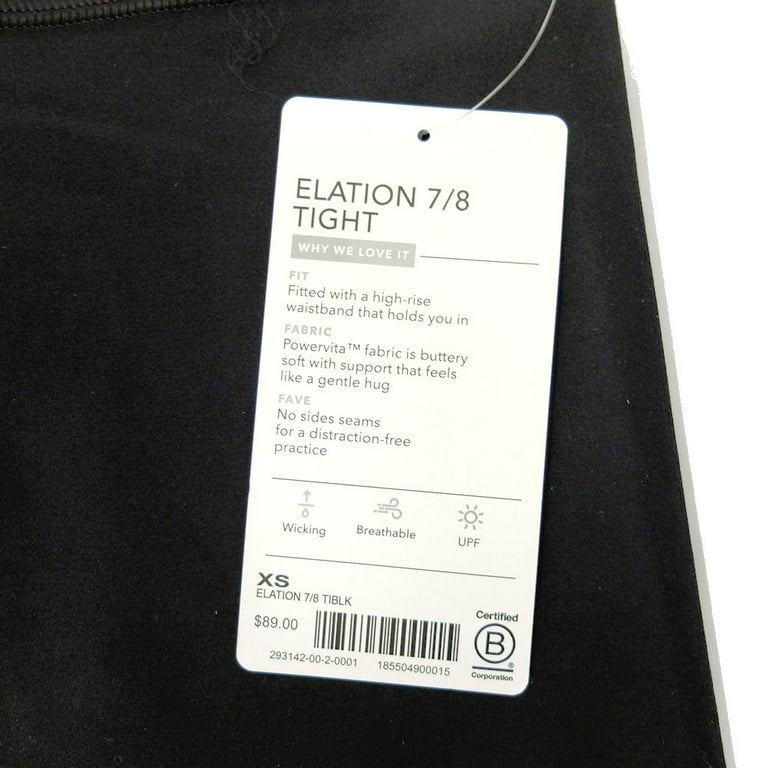 ELATION 7/8
TIGHT
WHY WE LOVE IT
FIT
Fitted with a high-rise
waistband that holds you in
FABRIC
Powervita™ fabric is buttery
soft with support that feels
like a gentle hug
FAVE
No sides seams
for a distraction-free
practice
Wicking
Breathable
UPF
XS
ELATION 7/8 TIBLK
$89.00
293142-00-2-0001
185504900015
Certified
B
®
Corporation